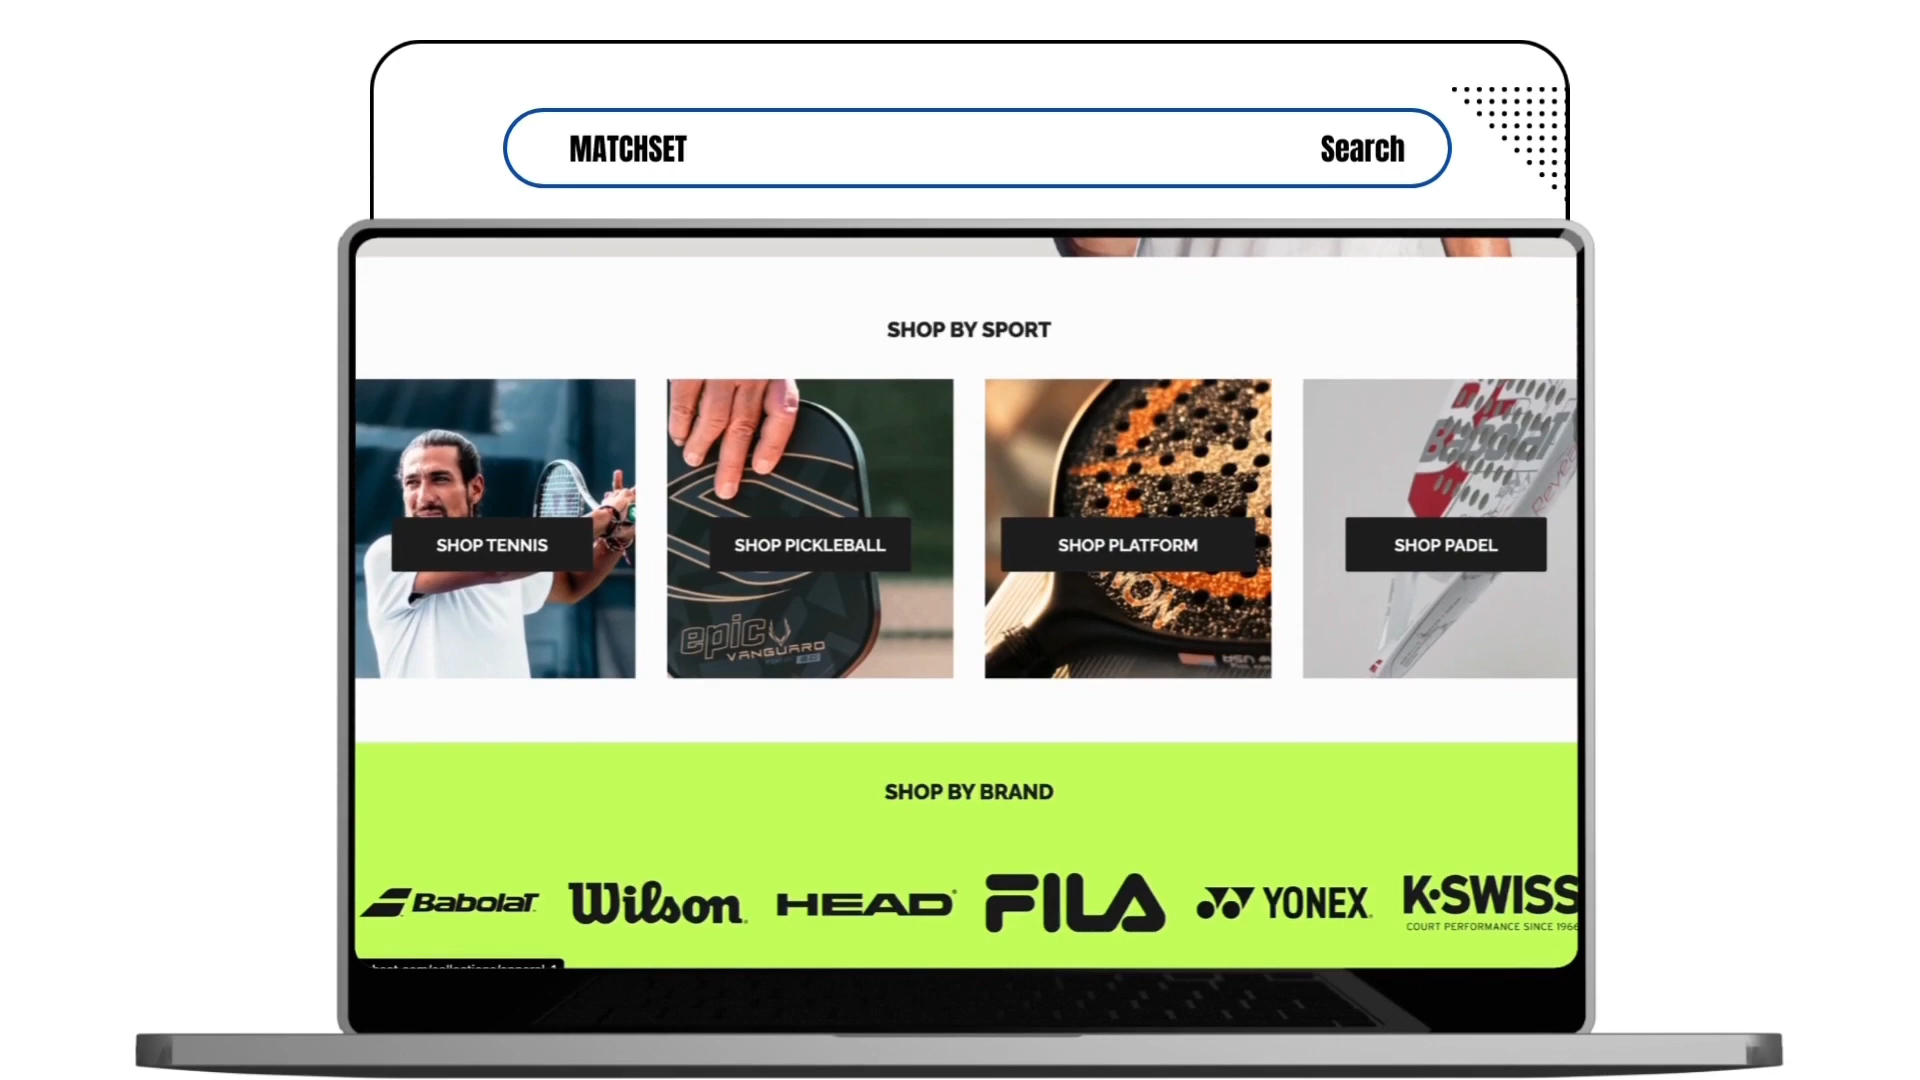 MATCHSET
Search
SHOP BY SPORT
Babolat
epic
VANGUARD
SHOP TENNIS
SHOP PICKLEBALL
SHOP PLATFORM
SHOP PADEL
SHOP BY BRAND
BabolaT
Wilson
HEAD
FILA
YONEX
K·SWISS
COURT PERFORMANCE SINCE 1966